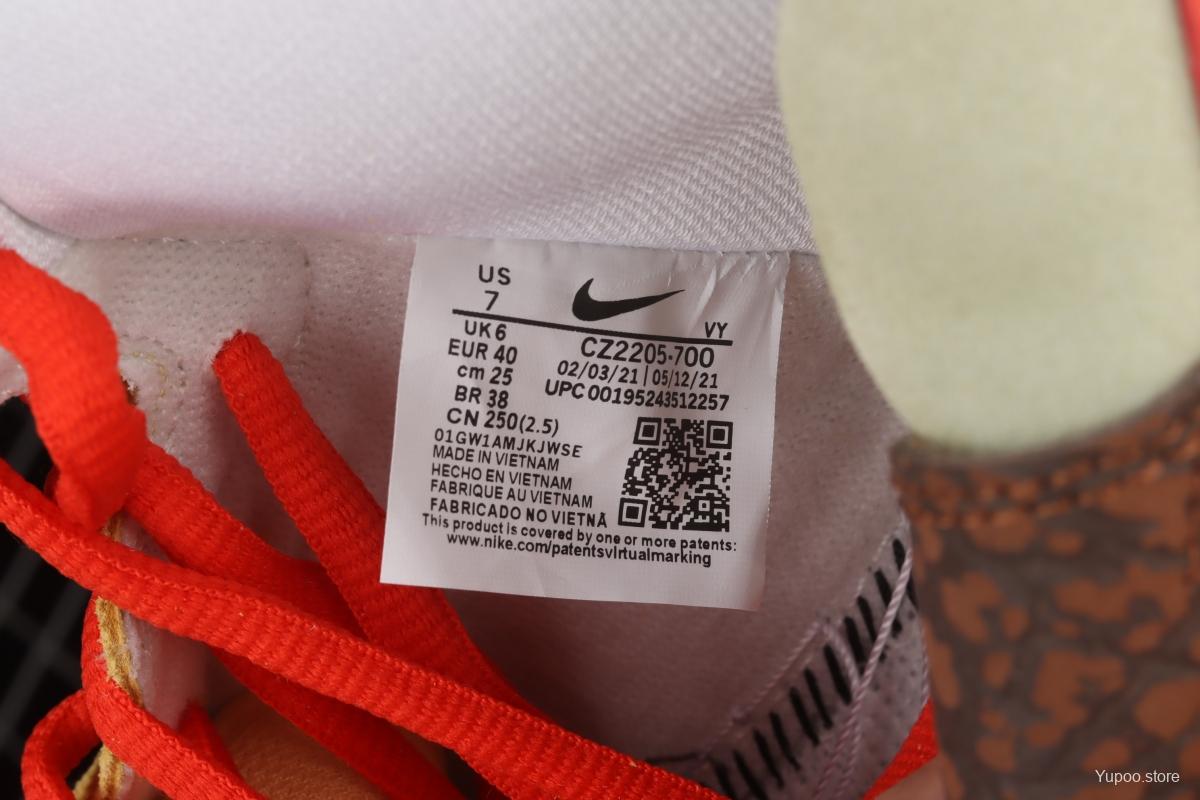 US
7
VY
UK 6
EUR 40
cm 25
BR 38
CN 250(2.5)
CZ2205-700
02/03/21 | 05/12/21
UPC 00195243512257
01GW1AMJKJWSE
MADE IN VIETNAM
HECHO EN VIETNAM
FABRIQUE AU VIETNAM
FABRICADO NO VIETNA
This product is covered by one or more patents:
www.nike.com/patentsvlrtualmarking
Yupoo.store